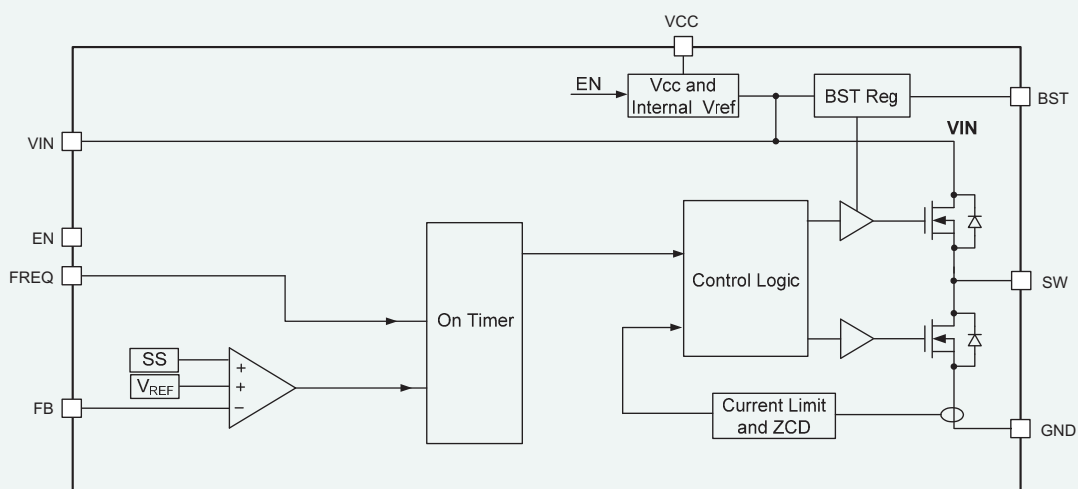 VCC
EN
Vcc and
Internal Vref
BST Reg
BST
VIN
VIN
EN
FREQ
On Timer
Control Logic
SW
SS
VREF
+
+
−
FB
Current Limit
and ZCD
GND